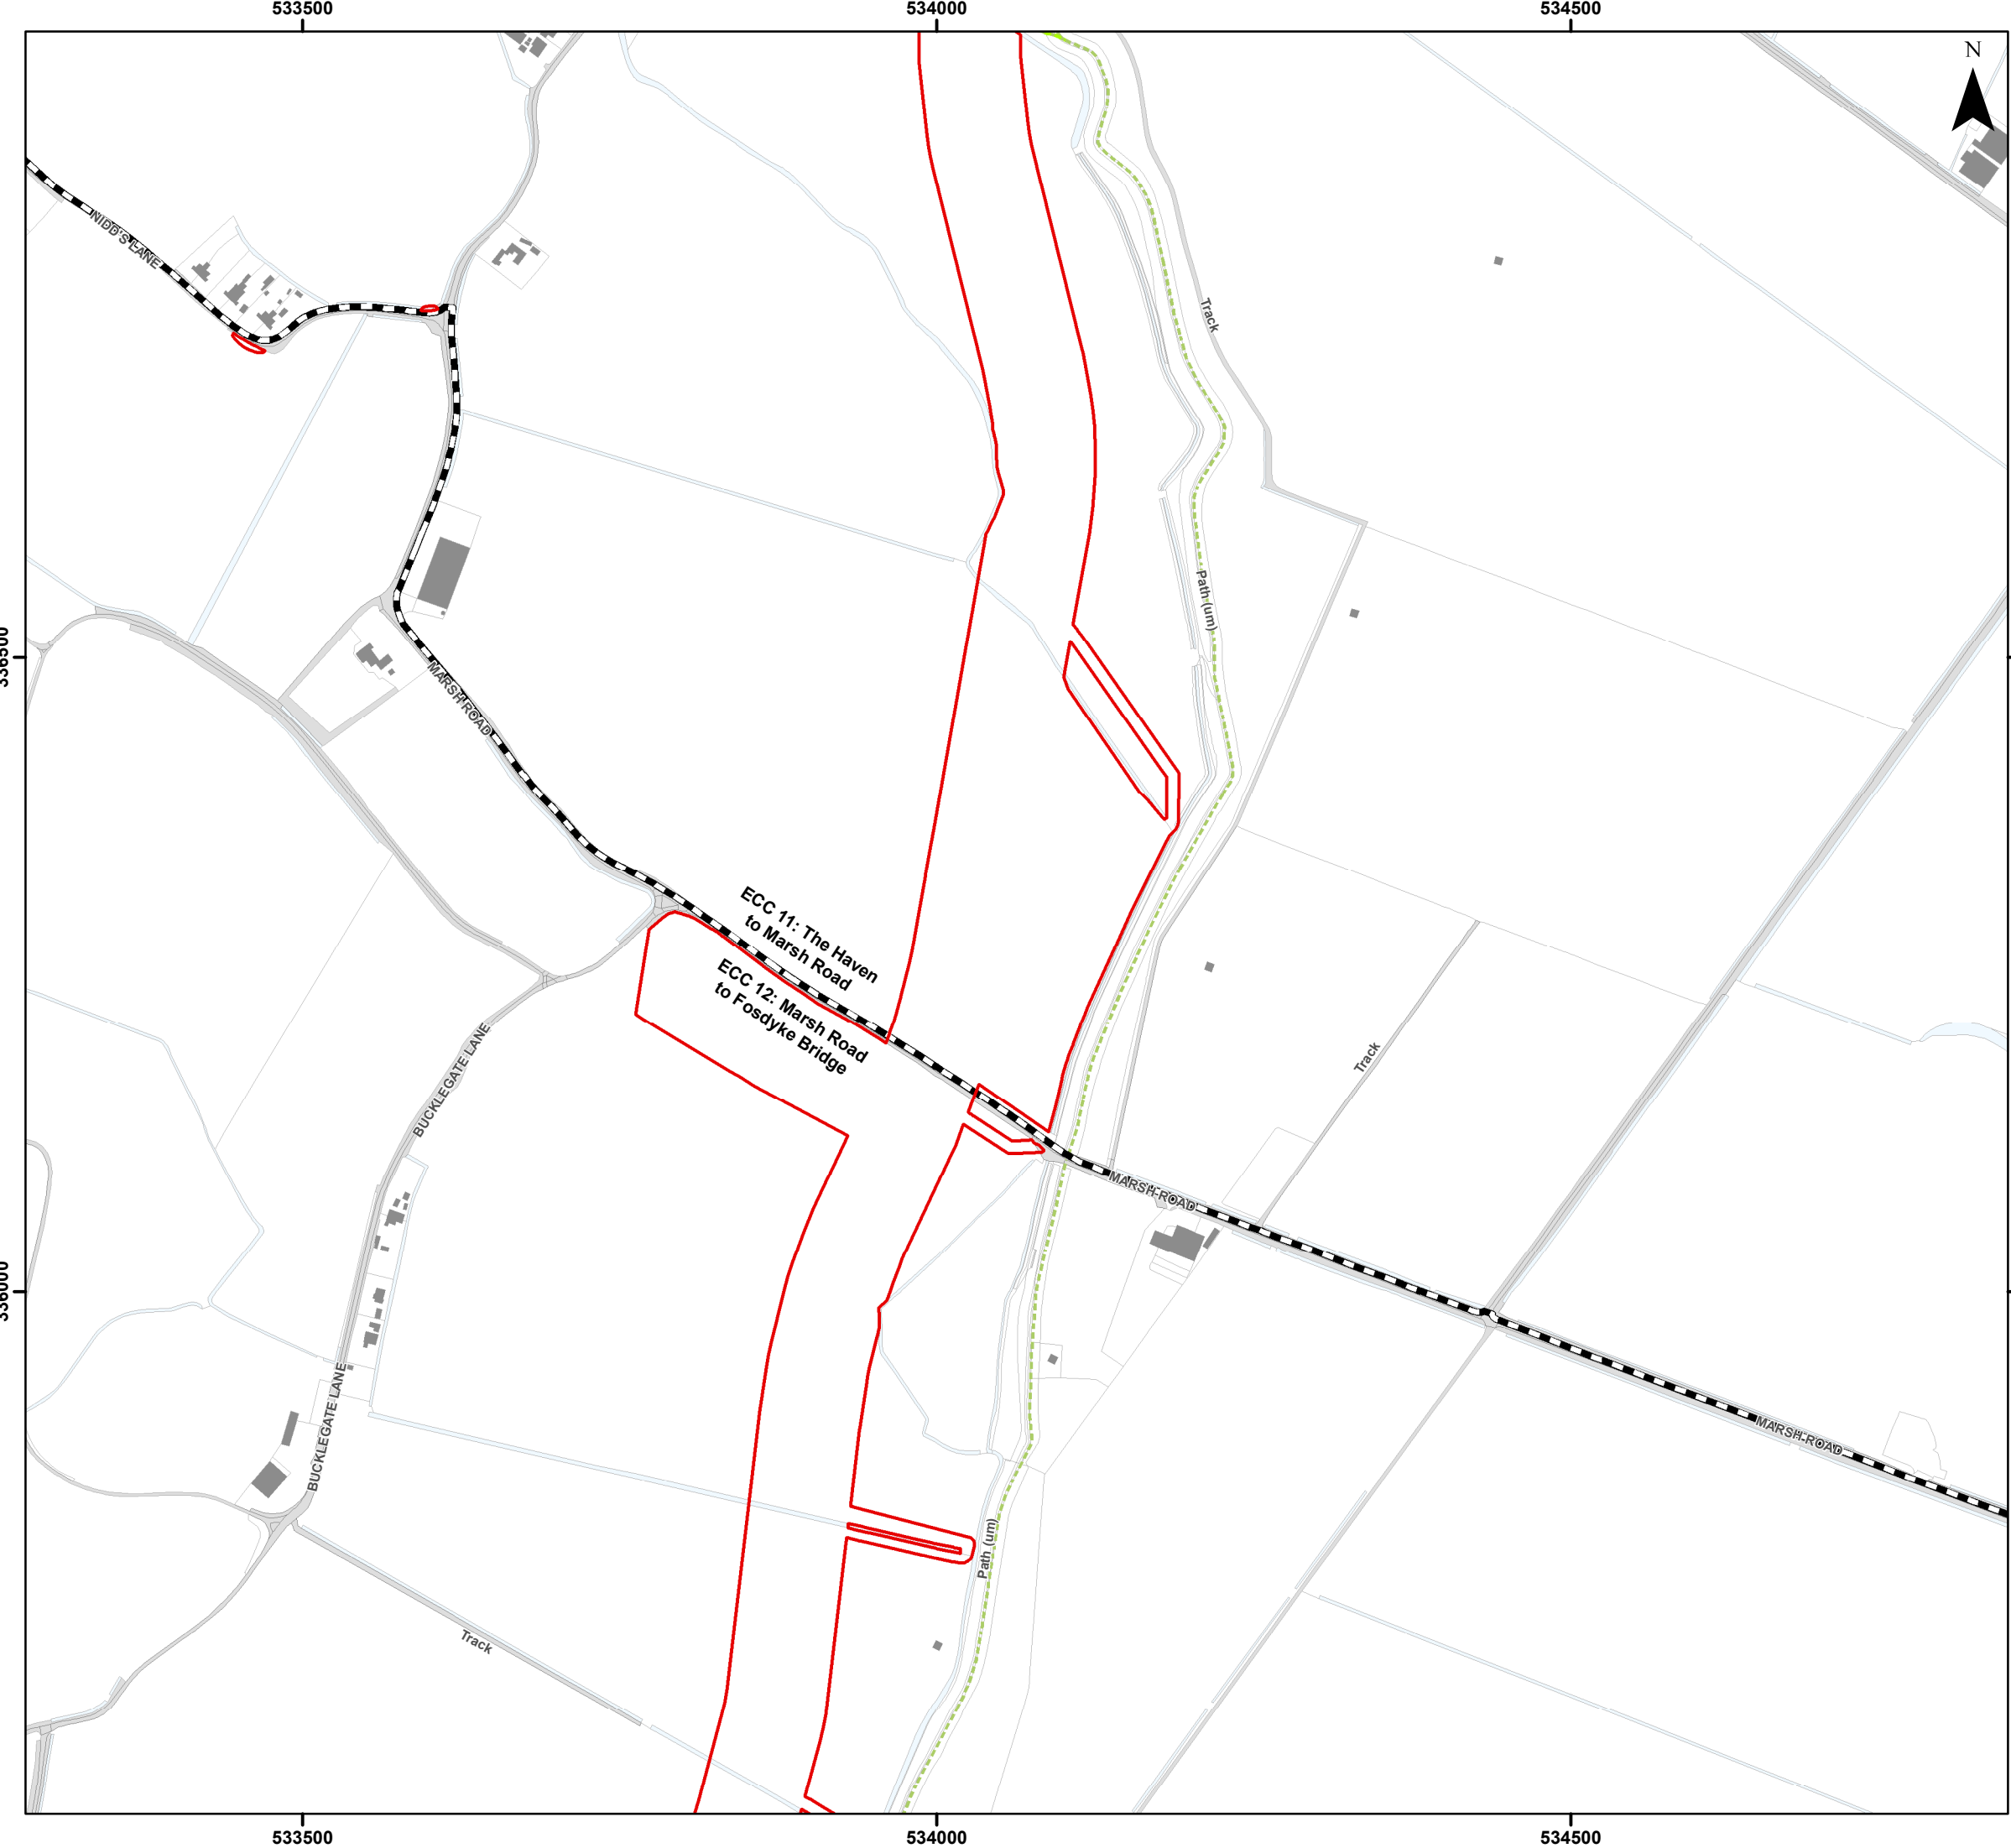 533500
534000
534500
N
NIDD'S LANE
Track
Path (um)
336500
MARSH ROAD
ECC 11: The Haven
to Marsh Road
ECC 12: Marsh Road
to Fosdyke Bridge
BUCKLEGATE LANE
Track
MARSH ROAD
336000
BUCKLEGATE LANE
MARSH ROAD
Path (um)
Track
533500
534000
534500